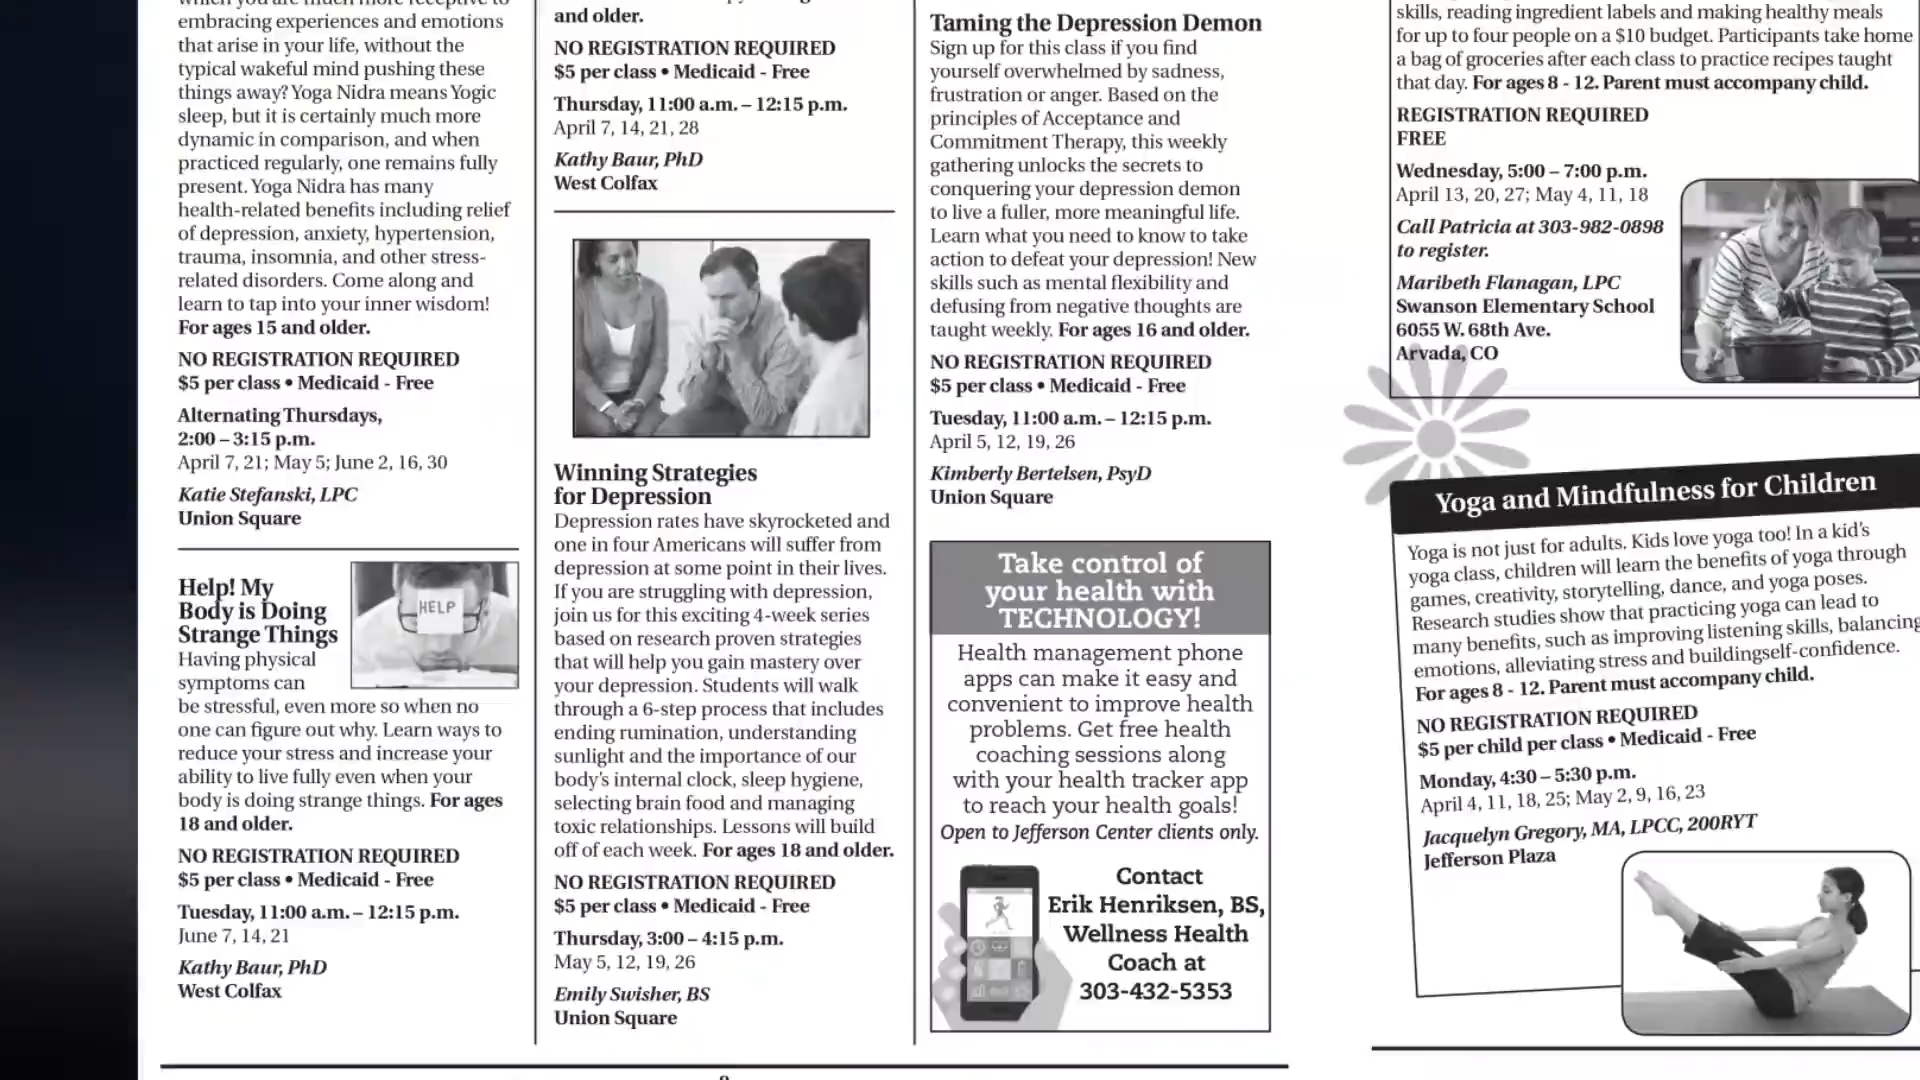 embracing experiences and emotions
that arise in your life, without the
typical wakeful mind pushing these
things away? Yoga Nidra means Yogic
sleep, but it is certainly much more
dynamic in comparison, and when
practiced regularly, one remains fully
present. Yoga Nidra has many
health-related benefits including relief
of depression, anxiety, hypertension,
trauma, insomnia, and other stress-
related disorders. Come along and
learn to tap into your inner wisdom!
For ages 15 and older.
NO REGISTRATION REQUIRED
$5 per class • Medicaid - Free
Alternating Thursdays,
2:00 – 3:15 p.m.
April 7, 21; May 5; June 2, 16, 30
Katie Stefanski, LPC
Union Square
Help! My
Body is Doing
Strange Things
HELP
Having physical
symptoms can
be stressful, even more so when no
one can figure out why. Learn ways to
reduce your stress and increase your
ability to live fully even when your
body is doing strange things. For ages
18 and older.
NO REGISTRATION REQUIRED
$5 per class • Medicaid - Free
Tuesday, 11:00 a.m. – 12:15 p.m.
June 7, 14, 21
Kathy Baur, PhD
West Colfax
and older.
NO REGISTRATION REQUIRED
$5 per class • Medicaid - Free
Thursday, 11:00 a.m. – 12:15 p.m.
April 7, 14, 21, 28
Kathy Baur, PhD
West Colfax
Winning Strategies
for Depression
Depression rates have skyrocketed and
one in four Americans will suffer from
depression at some point in their lives.
If you are struggling with depression,
join us for this exciting 4-week series
based on research proven strategies
that will help you gain mastery over
your depression. Students will walk
through a 6-step process that includes
ending rumination, understanding
sunlight and the importance of our
body's internal clock, sleep hygiene,
selecting brain food and managing
toxic relationships. Lessons will build
off of each week. For ages 18 and older.
NO REGISTRATION REQUIRED
$5 per class • Medicaid - Free
Thursday, 3:00 – 4:15 p.m.
May 5, 12, 19, 26
Emily Swisher, BS
Union Square
Taming the Depression Demon
Sign up for this class if you find
yourself overwhelmed by sadness,
frustration or anger. Based on the
principles of Acceptance and
Commitment Therapy, this weekly
gathering unlocks the secrets to
conquering your depression demon
to live a fuller, more meaningful life.
Learn what you need to know to take
action to defeat your depression! New
skills such as mental flexibility and
defusing from negative thoughts are
taught weekly. For ages 16 and older.
NO REGISTRATION REQUIRED
$5 per class • Medicaid - Free
Tuesday, 11:00 a.m. – 12:15 p.m.
April 5, 12, 19, 26
Kimberly Bertelsen, PsyD
Union Square
Take control of
your health with
TECHNOLOGY!
Health management phone
apps can make it easy and
convenient to improve health
problems. Get free health
coaching sessions along
with your health tracker app
to reach your health goals!
Open to Jefferson Center clients only.
Contact
Erik Henriksen, BS,
Wellness Health
Coach at
303-432-5353
skills, reading ingredient labels and making healthy meals
for up to four people on a $10 budget. Participants take home
a bag of groceries after each class to practice recipes taught
that day. For ages 8 - 12. Parent must accompany child.
REGISTRATION REQUIRED
FREE
Wednesday, 5:00 – 7:00 p.m.
April 13, 20, 27; May 4, 11, 18
Call Patricia at 303-982-0898
to register.
Maribeth Flanagan, LPC
Swanson Elementary School
6055 W. 68th Ave.
Arvada, CO
Yoga and Mindfulness for Children
Yoga is not just for adults. Kids love yoga too! In a kid's
yoga class, children will learn the benefits of yoga through
games, creativity, storytelling, dance, and yoga poses.
Research studies show that practicing yoga can lead to
many benefits, such as improving listening skills, balancing
emotions, alleviating stress and buildingself-confidence.
For ages 8 - 12. Parent must accompany child.
NO REGISTRATION REQUIRED
$5 per child per class • Medicaid - Free
Monday, 4:30 – 5:30 p.m.
April 4, 11, 18, 25; May 2, 9, 16, 23
Jacquelyn Gregory, MA, LPCC, 200RYT
Jefferson Plaza